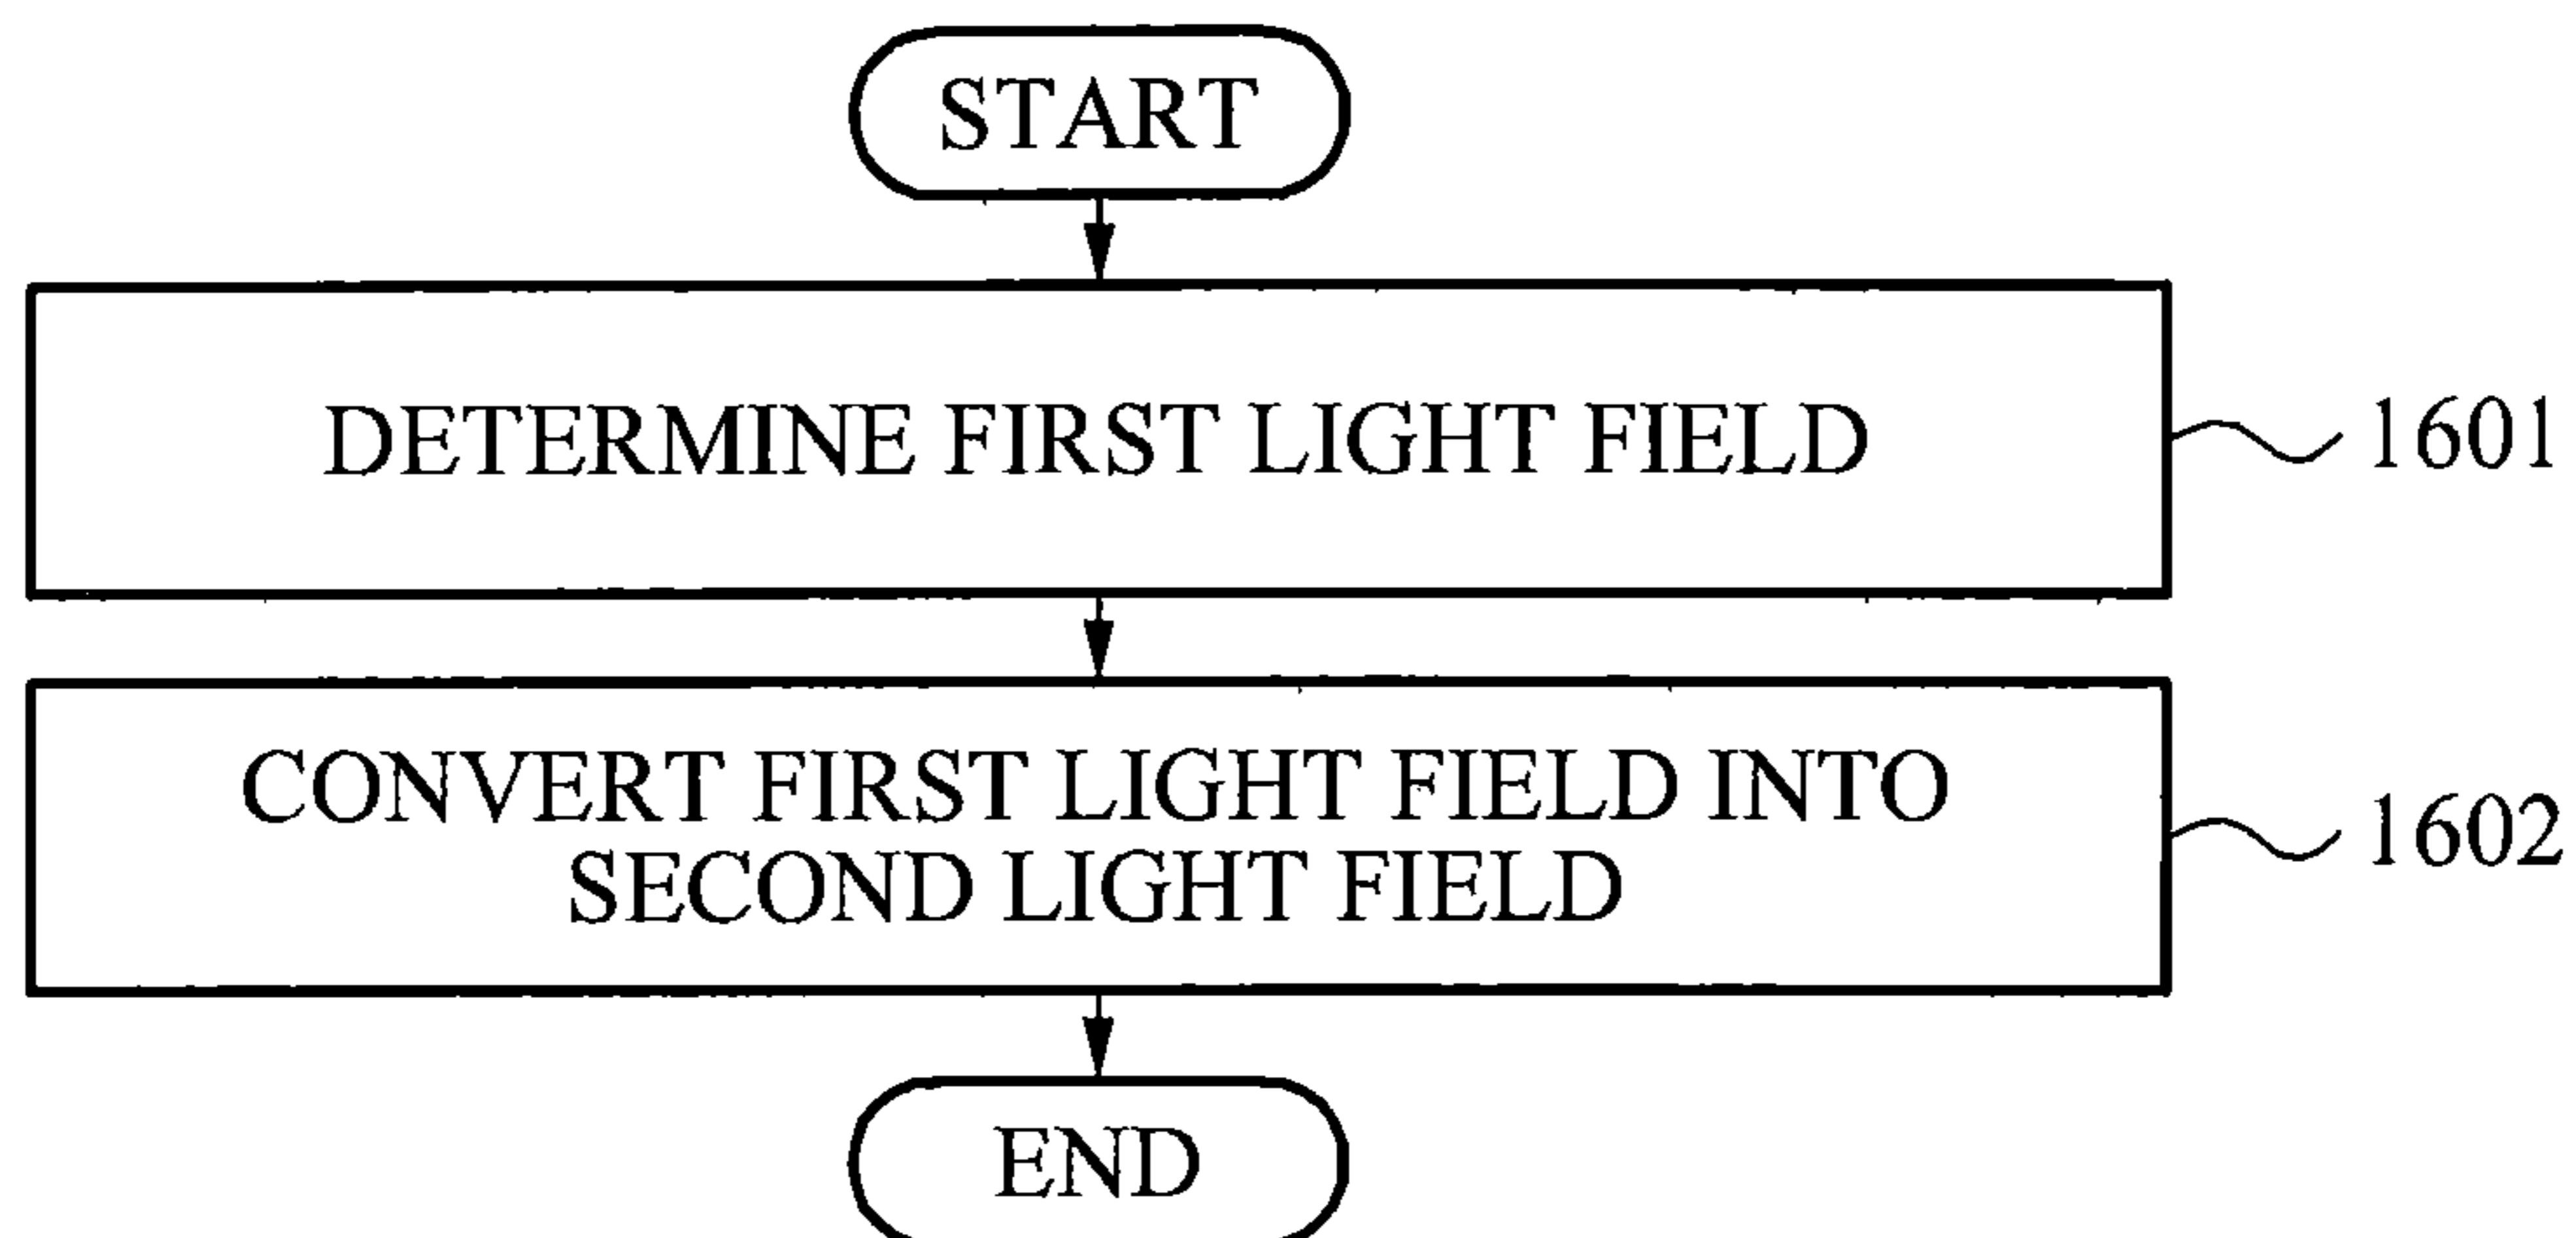 START
DETERMINE FIRST LIGHT FIELD
1601
CONVERT FIRST LIGHT FIELD INTO
SECOND LIGHT FIELD
1602
END